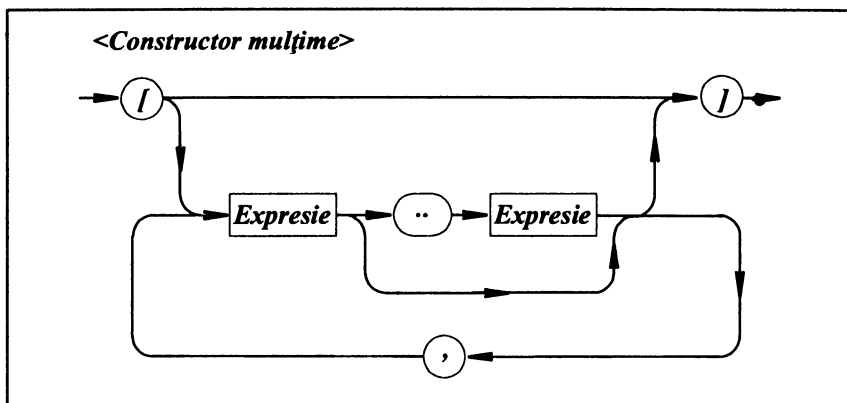 <Constructor mulţime>
[ ]
Expresie .. Expresie
,